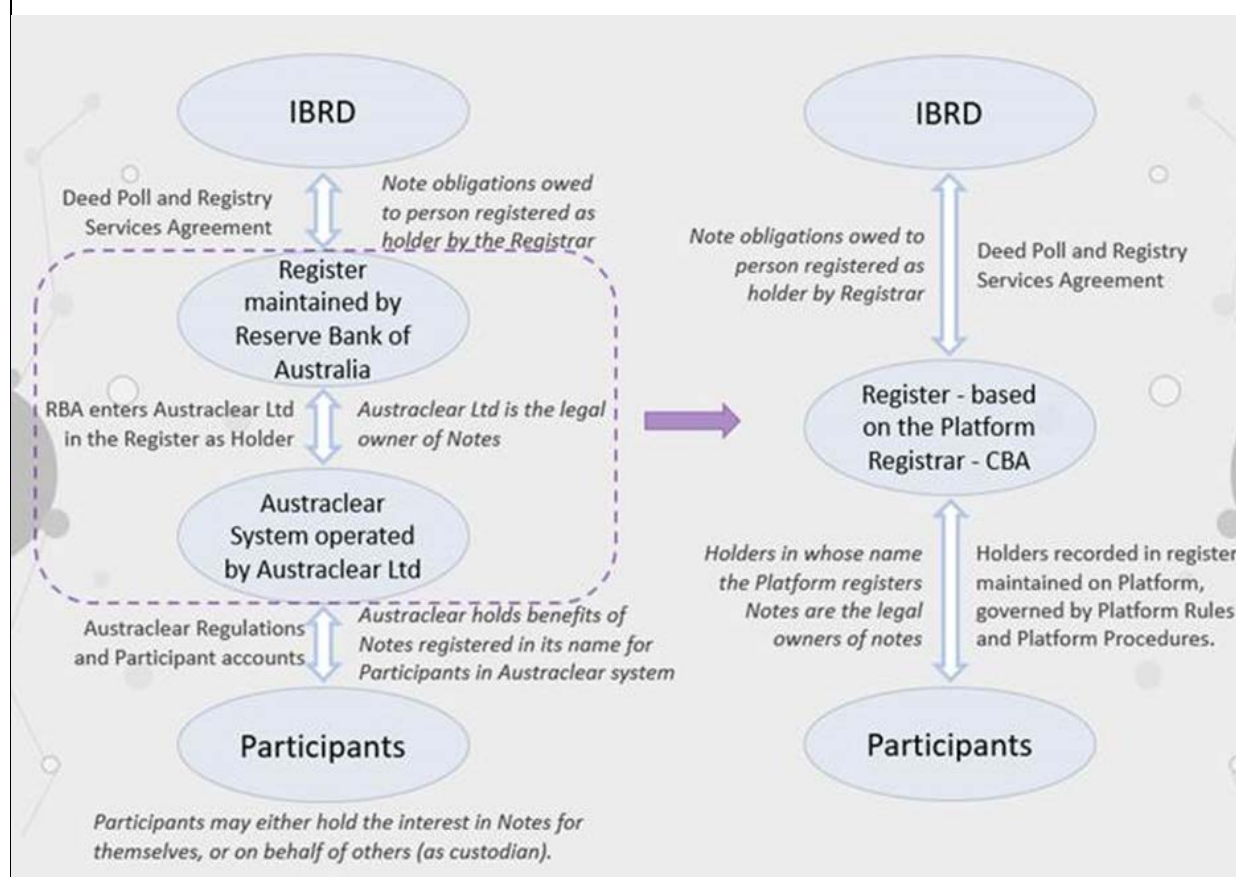 IBRD
Deed Poll and Registry
Services Agreement
Note obligations owed
to person registered as
holder by the Registrar
Register
maintained by
Reserve Bank of
Australia
RBA enters Austraclear Ltd
in the Register as Holder
Austraclear Ltd is the legal
owner of Notes
Austraclear
System operated
by Austraclear Ltd
Austraclear Regulations
and Participant accounts
Austraclear holds benefits of
Notes registered in its name for
Participants in Austraclear system
Participants
Participants may either hold the interest in Notes for
themselves, or on behalf of others (as custodian).
IBRD
Note obligations owed to
person registered as
holder by Registrar
Deed Poll and Registry
Services Agreement
Register - based
on the Platform
Registrar - CBA
Holders in whose name
the Platform registers
Notes are the legal
owners of notes
Holders recorded in register
maintained on Platform,
governed by Platform Rules
and Platform Procedures.
Participants